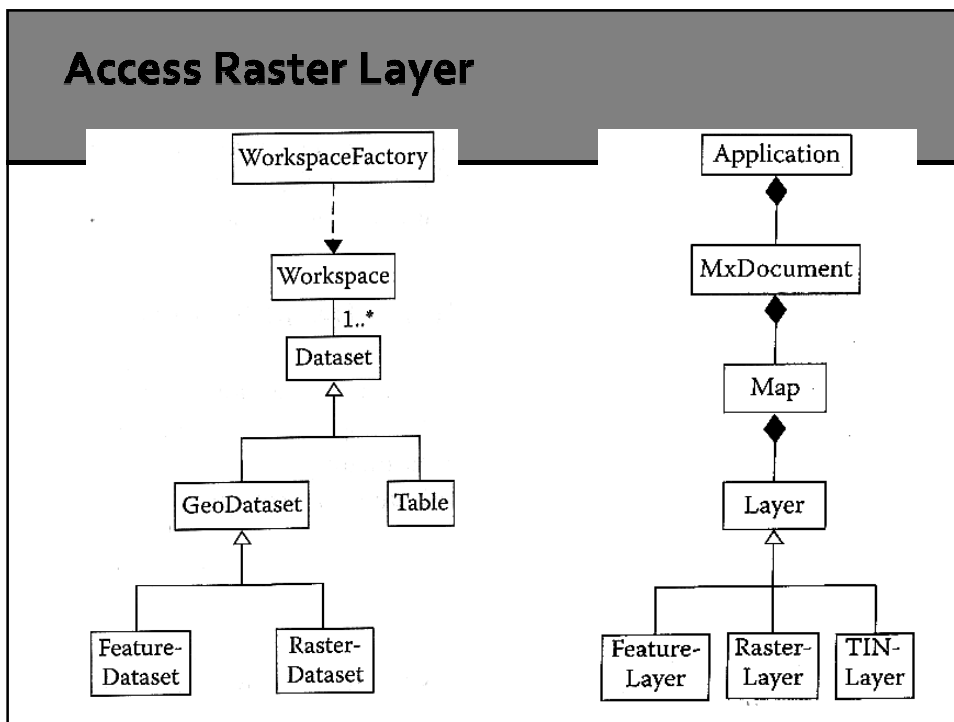 Access Raster Layer
WorkspaceFactory
Workspace
1..*
Dataset
GeoDataset
Table
Feature-
Dataset
Raster-
Dataset
Application
MxDocument
Map
Layer
Feature-
Layer
Raster-
Layer
TIN-
Layer